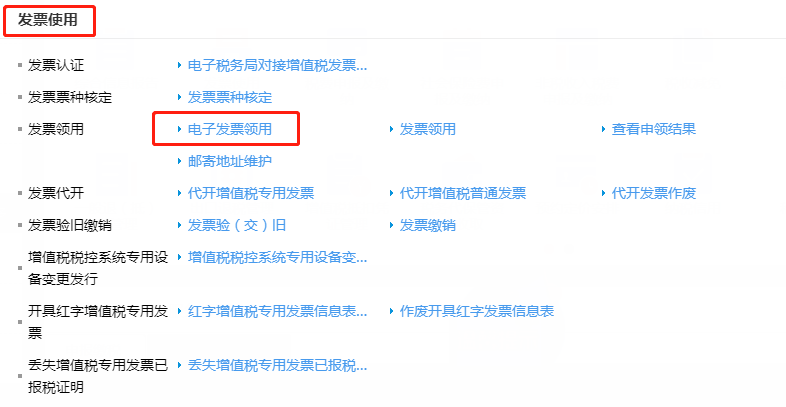 发票使用
发票认证 电子税务局对接增值税发票...
发票票种核定 发票票种核定
发票领用 电子发票领用 发票领用 查看申领结果
邮寄地址维护
发票代开 代开增值税专用发票 代开增值税普通发票 代开发票作废
发票验旧缴销 发票验（交）旧 发票缴销
增值税税控系统专用设 增值税税控系统专用设备变...
备变更发行
开具红字增值税专用发 红字增值税专用发票信息表... 作废开具红字发票信息表
票
丢失增值税专用发票已 丢失增值税专用发票已报税...
报税证明